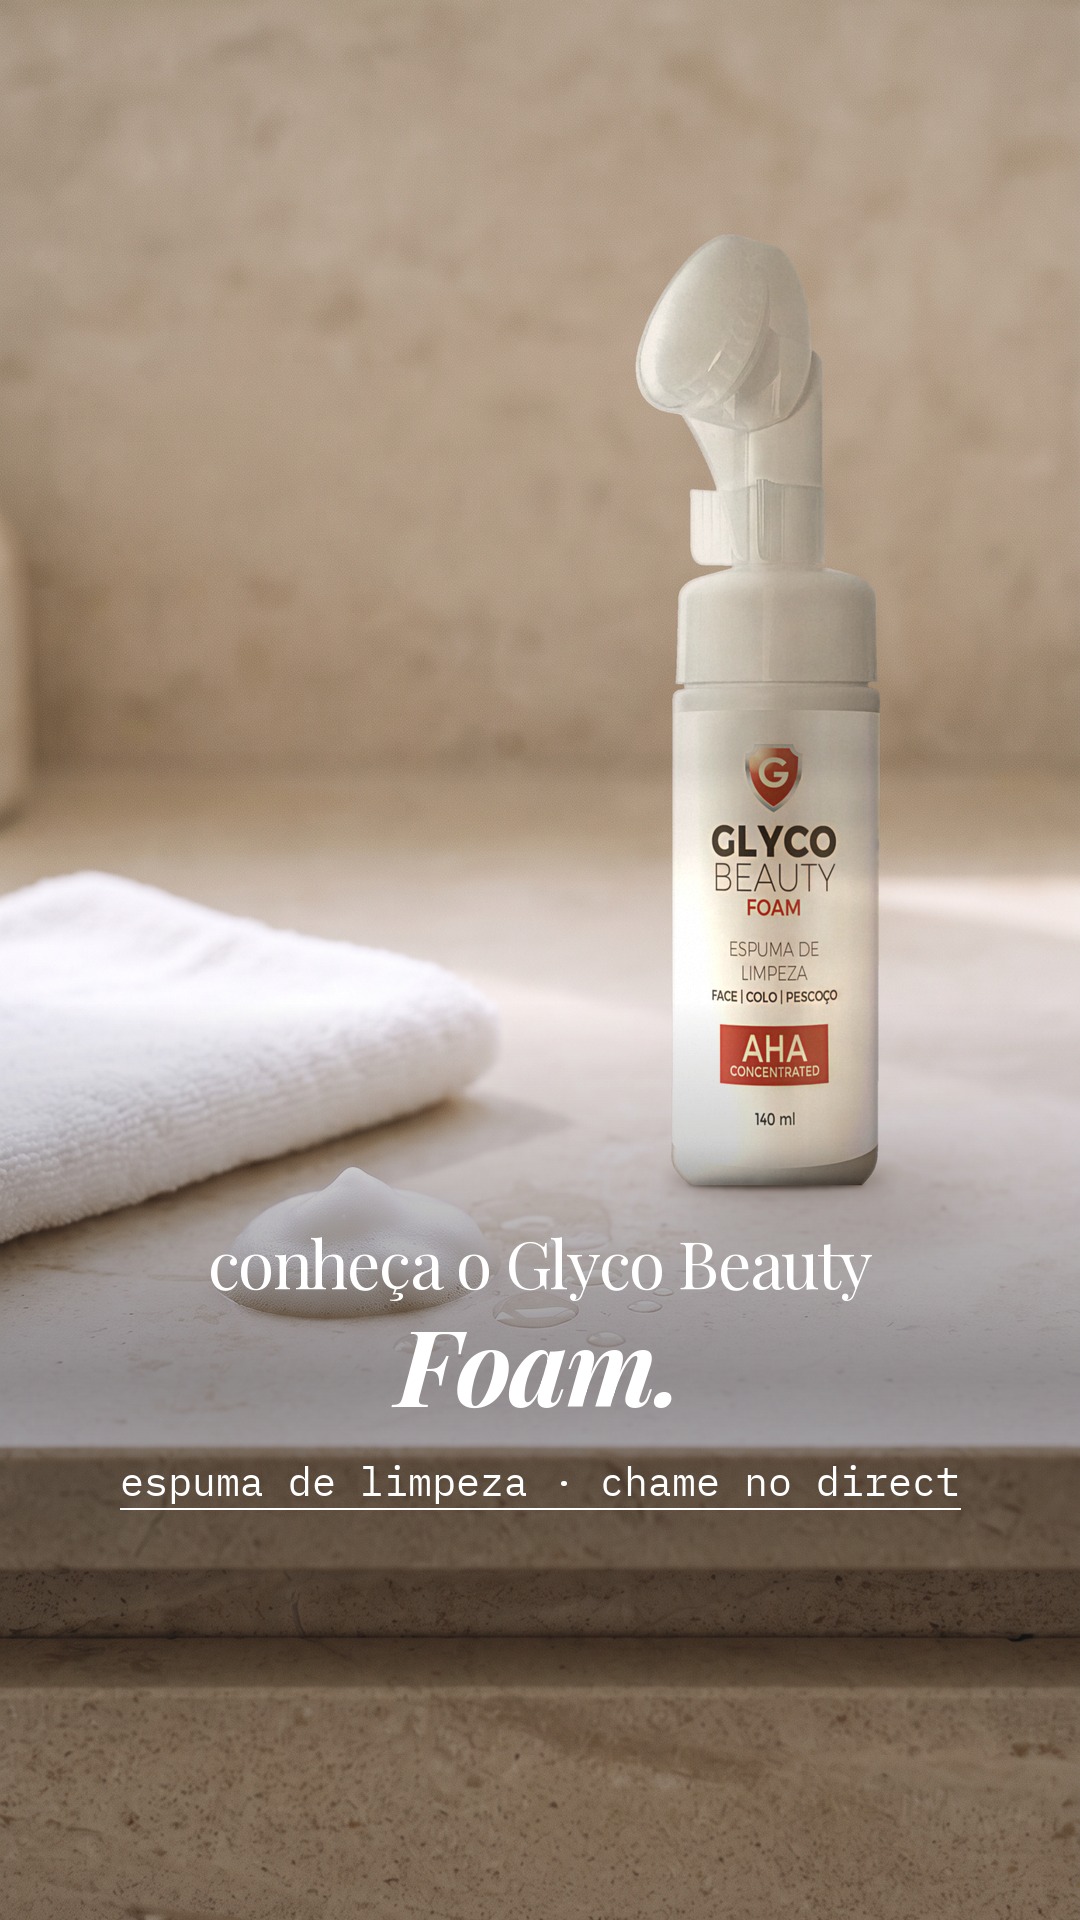 G
GLYCO
BEAUTY
FOAM
ESPUMA DE
LIMPEZA
FACE | COLO | PESCOÇO
AHA
CONCENTRATED
140 ml
conheça o Glyco Beauty
Foam.
espuma de limpeza · chame no direct